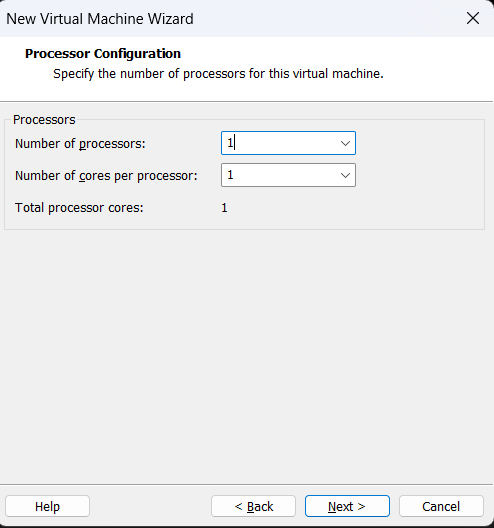 New Virtual Machine Wizard
Processor Configuration
Specify the number of processors for this virtual machine.
Processors
Number of processors: 1
Number of cores per processor: 1
Total processor cores: 1
Help < Back Next > Cancel